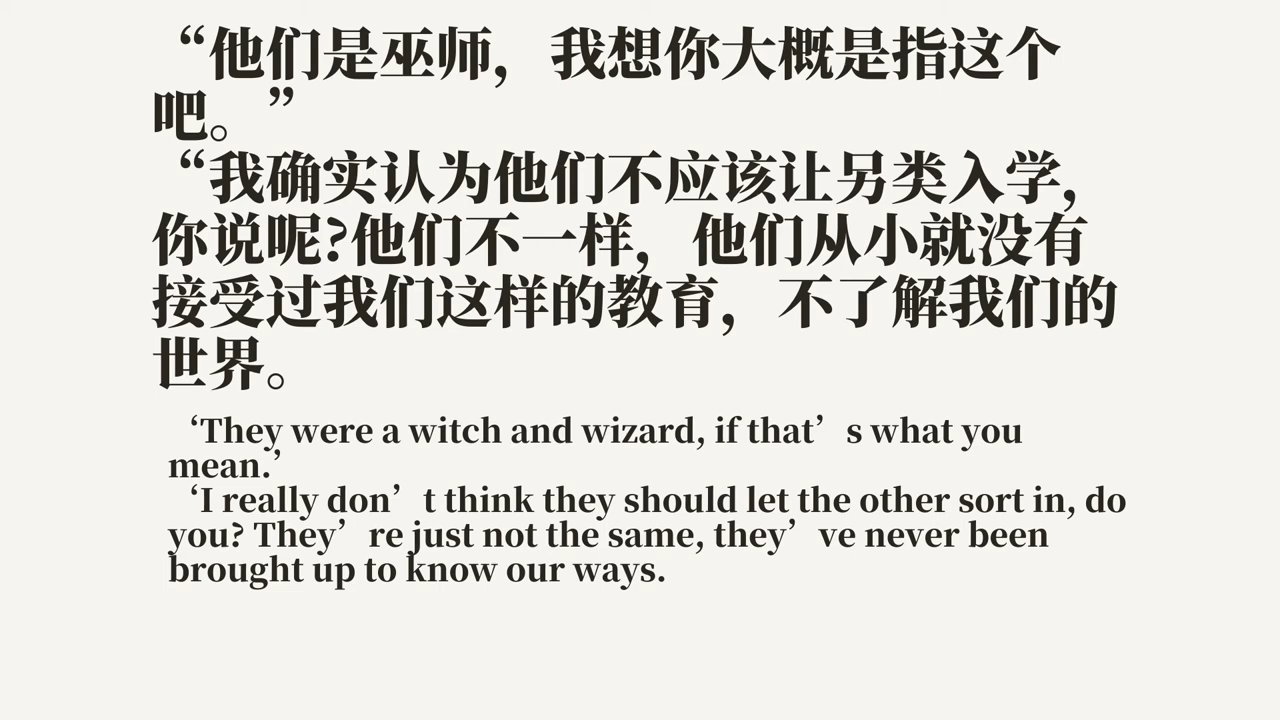 “他们是巫师，我想你大概是指这个
吧。”
“我确实认为他们不应该让另类入学，
你说呢?他们不一样，他们从小就没有
接受过我们这样的教育，不了解我们的
世界。
‘They were a witch and wizard, if that’s what you
mean.’
‘I really don’t think they should let the other sort in, do
you? They’re just not the same, they’ve never been
brought up to know our ways.